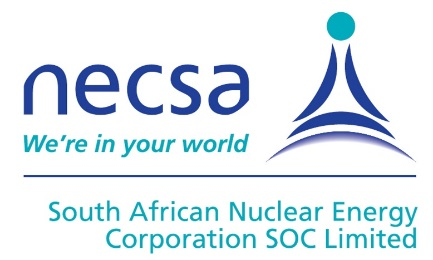 necsa
We're in your world
South African Nuclear Energy
Corporation SOC Limited